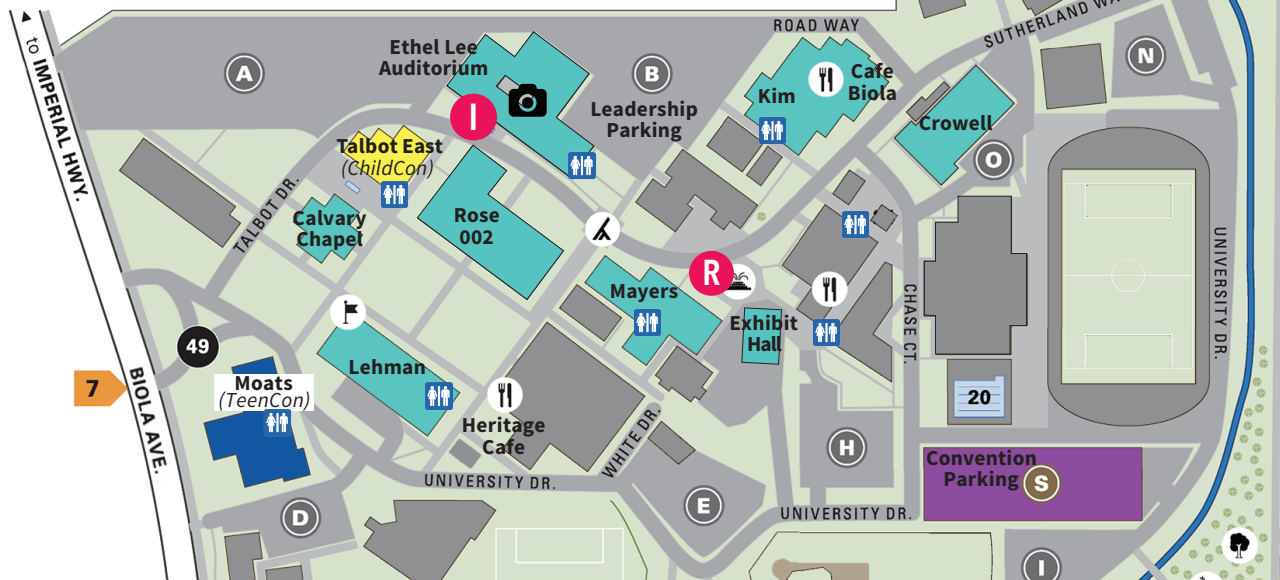 to IMPERIAL HWY.
A
Ethel Lee
Auditorium
I
B
Leadership
Parking
ROAD WAY
Kim
Cafe
Biola
SUTHERLAND WA
N
Crowell
O
Talbot East
(ChildCon)
TALBOT DR.
Calvary
Chapel
Rose
002
Mayers
R
Exhibit
Hall
CHASE CT.
UNIVERSITY DR.
49
7
BIOLA AVE.
Moats
(TeenCon)
Lehman
Heritage
Cafe
WHITE DR.
20
H
Convention
Parking
S
UNIVERSITY DR.
E
UNIVERSITY DR.
D
I